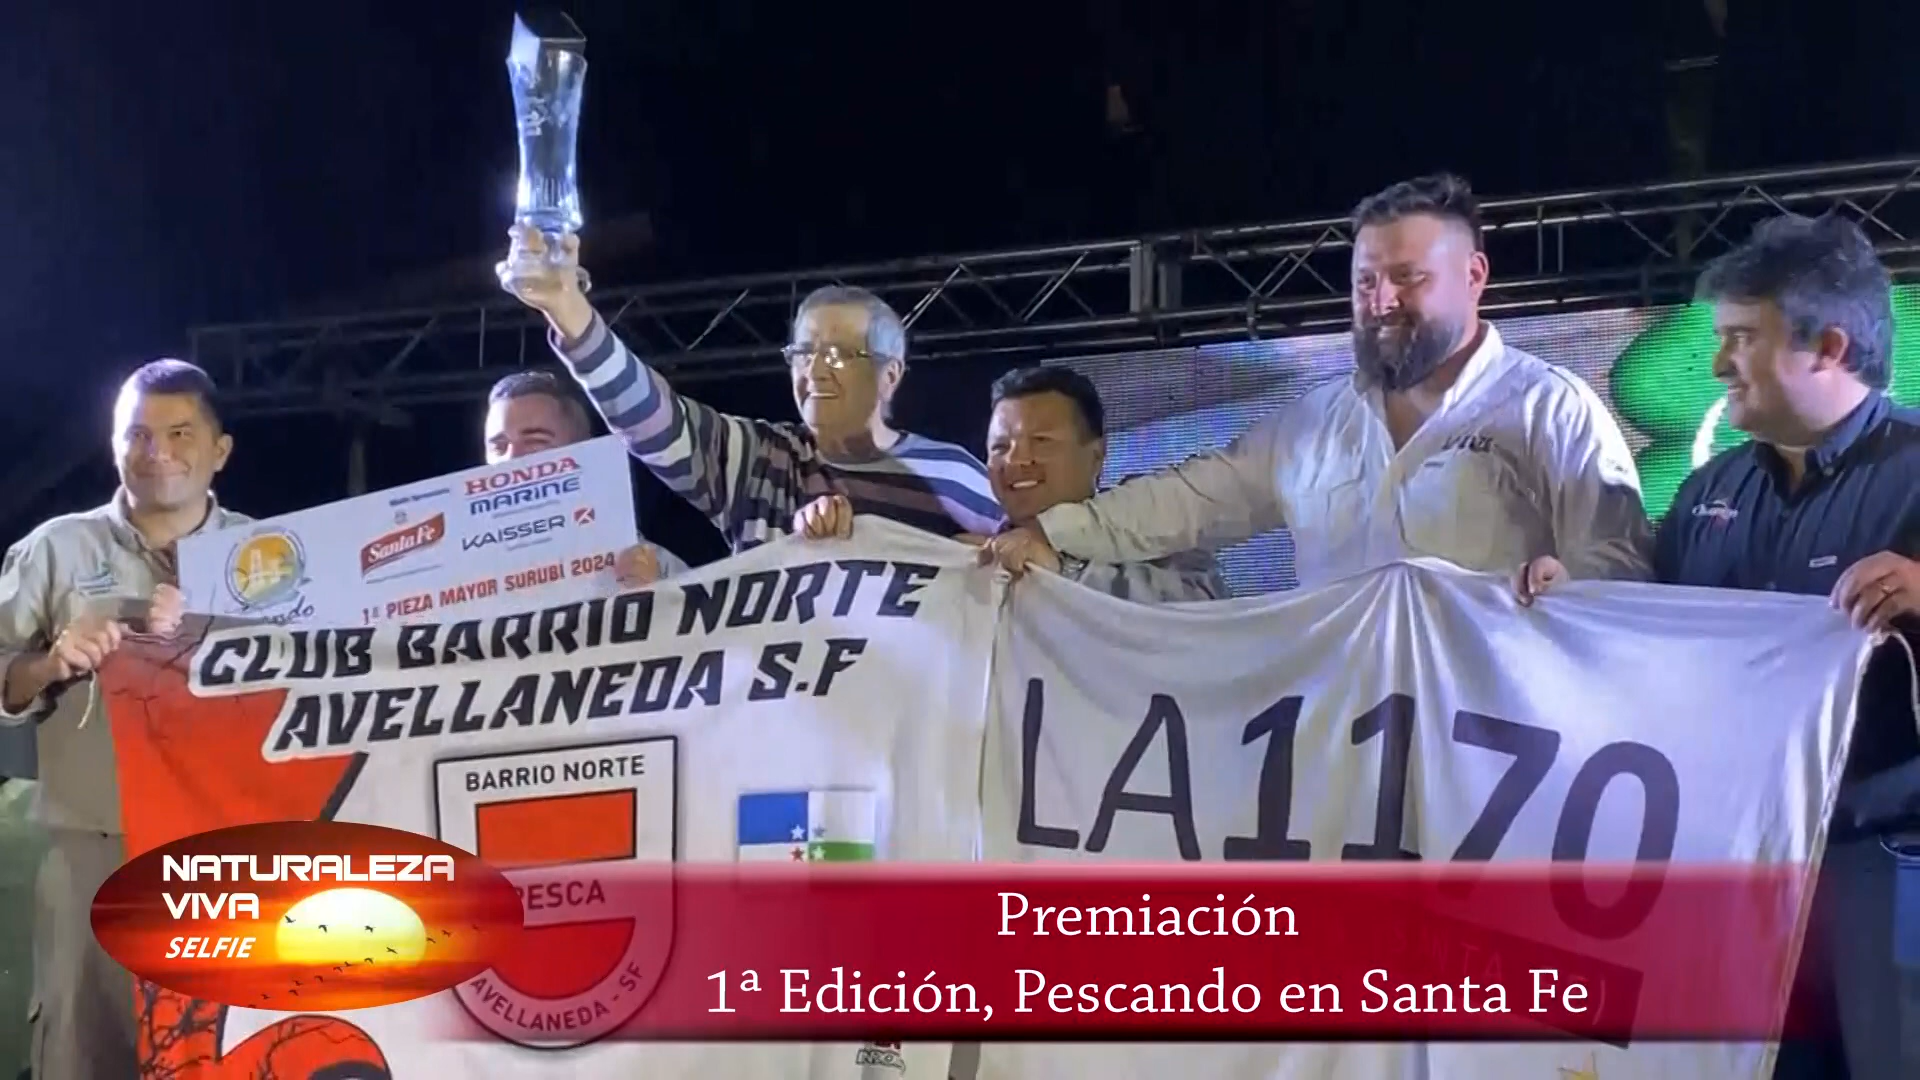 HONDA
MARINE
Santa Fe
KAISSER
1ª PIEZA MAYOR SURUBÍ 2024
CLUB BARRIO NORTE
AVELLANEDA S.F
BARRIO NORTE
PESCA
AVELLANEDA - SF
LA1170
NATURALEZA
VIVA
SELFIE
Premiación
1ª Edición, Pescando en Santa Fe